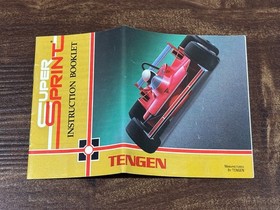 SUPER
SPRINT
INSTRUCTION BOOKLET
TENGEN